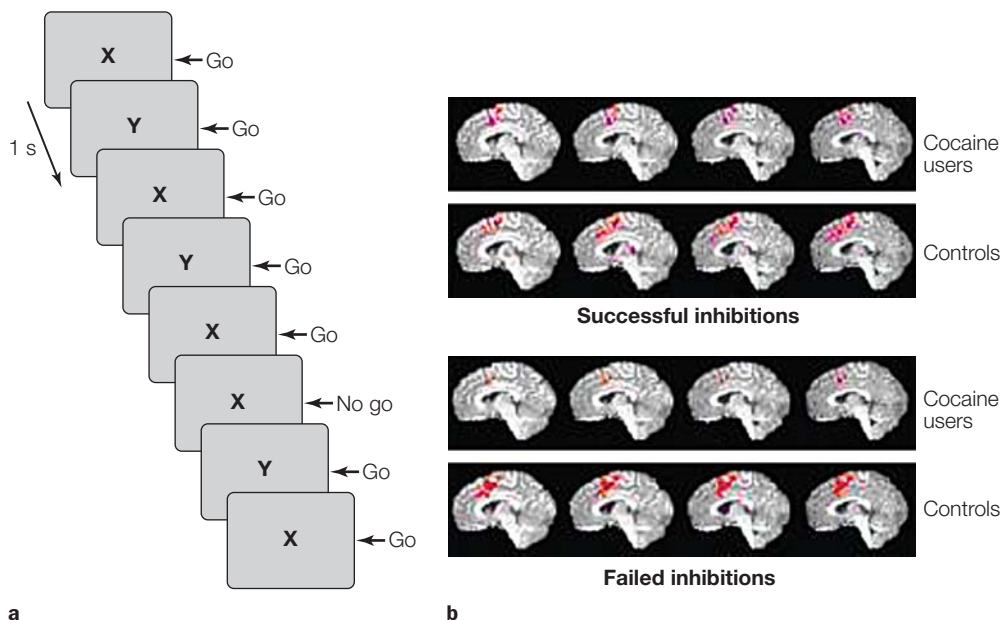 X
Go
Y
Go
1 s
X
Go
Y
Go
X
Go
X
No go
Y
Go
X
Go
a
Cocaine
users
Controls
Successful inhibitions
Cocaine
users
Controls
Failed inhibitions
b